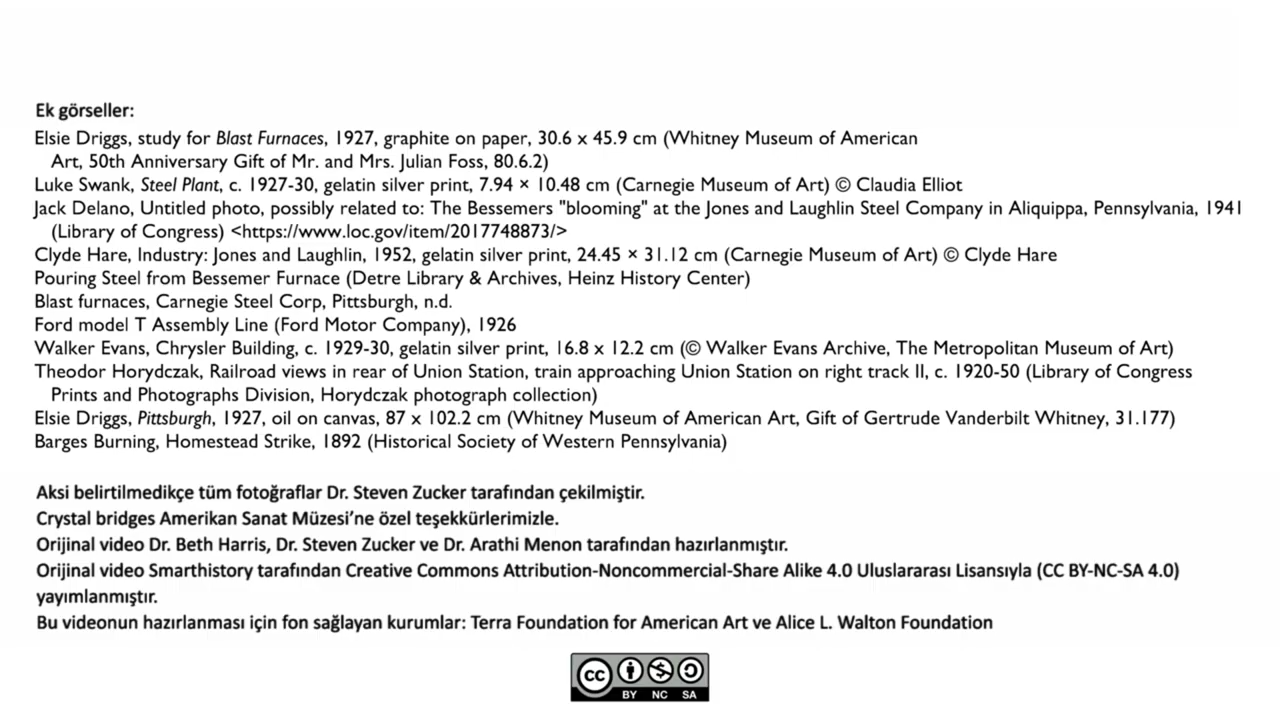 Ek görseller:
Elsie Driggs, study for Blast Furnaces, 1927, graphite on paper, 30.6 x 45.9 cm (Whitney Museum of American
Art, 50th Anniversary Gift of Mr. and Mrs. Julian Foss, 80.6.2)
Luke Swank, Steel Plant, c. 1927-30, gelatin silver print, 7.94 × 10.48 cm (Carnegie Museum of Art) © Claudia Elliot
Jack Delano, Untitled photo, possibly related to: The Bessemers "blooming" at the Jones and Laughlin Steel Company in Aliquippa, Pennsylvania, 1941
(Library of Congress) <https://www.loc.gov/item/2017748873/>
Clyde Hare, Industry: Jones and Laughlin, 1952, gelatin silver print, 24.45 × 31.12 cm (Carnegie Museum of Art) © Clyde Hare
Pouring Steel from Bessemer Furnace (Detre Library & Archives, Heinz History Center)
Blast furnaces, Carnegie Steel Corp, Pittsburgh, n.d.
Ford model T Assembly Line (Ford Motor Company), 1926
Walker Evans, Chrysler Building, c. 1929-30, gelatin silver print, 16.8 x 12.2 cm (© Walker Evans Archive, The Metropolitan Museum of Art)
Theodor Horydczak, Railroad views in rear of Union Station, train approaching Union Station on right track II, c. 1920-50 (Library of Congress
Prints and Photographs Division, Horydczak photograph collection)
Elsie Driggs, Pittsburgh, 1927, oil on canvas, 87 x 102.2 cm (Whitney Museum of American Art, Gift of Gertrude Vanderbilt Whitney, 31.177)
Barges Burning, Homestead Strike, 1892 (Historical Society of Western Pennsylvania)
Aksi belirtilmedikçe tüm fotoğraflar Dr. Steven Zucker tarafından çekilmiştir.
Crystal bridges Amerikan Sanat Müzesi'ne özel teşekkürlerimizle.
Orijinal video Dr. Beth Harris, Dr. Steven Zucker ve Dr. Arathi Menon tarafından hazırlanmıştır.
Orijinal video Smarthistory tarafından Creative Commons Attribution-Noncommercial-Share Alike 4.0 Uluslararası Lisansıyla (CC BY-NC-SA 4.0)
yayımlanmıştır.
Bu videonun hazırlanması için fon sağlayan kurumlar: Terra Foundation for American Art ve Alice L. Walton Foundation
cc
BY NC SA